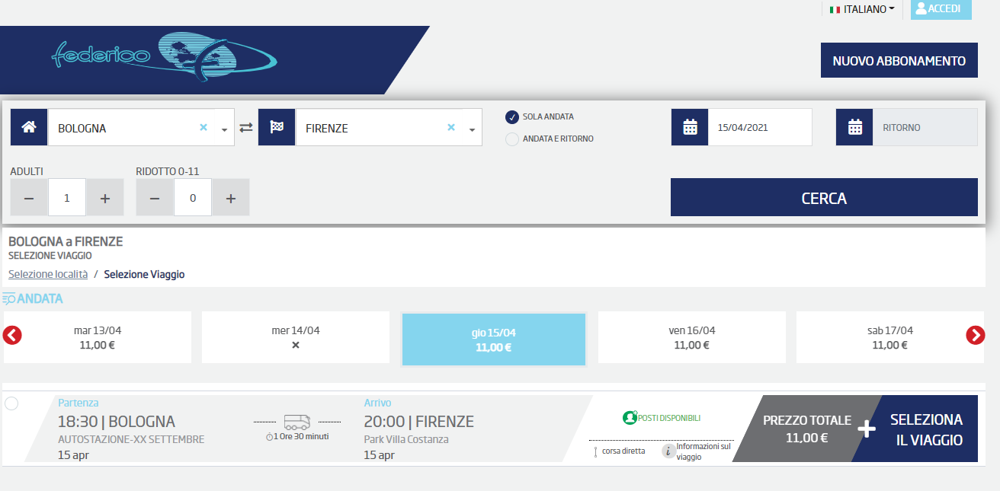 ITALIANO
ACCEDI
federico
NUOVO ABBONAMENTO
BOLOGNA
FIRENZE
SOLA ANDATA
ANDATA E RITORNO
15/04/2021
RITORNO
ADULTI
RIDOTTO 0-11
− 1 +
− 0 +
CERCA
BOLOGNA a FIRENZE
SELEZIONE VIAGGIO
Selezione località / Selezione Viaggio
ANDATA
mar 13/04
11,00 €
mer 14/04
×
gio 15/04
11,00 €
ven 16/04
11,00 €
sab 17/04
11,00 €
Partenza
18:30 | BOLOGNA
AUTOSTAZIONE-XX SETTEMBRE
15 apr
1 Ore 30 minuti
Arrivo
20:00 | FIRENZE
Park Villa Costanza
15 apr
POSTI DISPONIBILI
corsa diretta
i
Informazioni sul
viaggio
PREZZO TOTALE
11,00 €
+
SELEZIONA
IL VIAGGIO